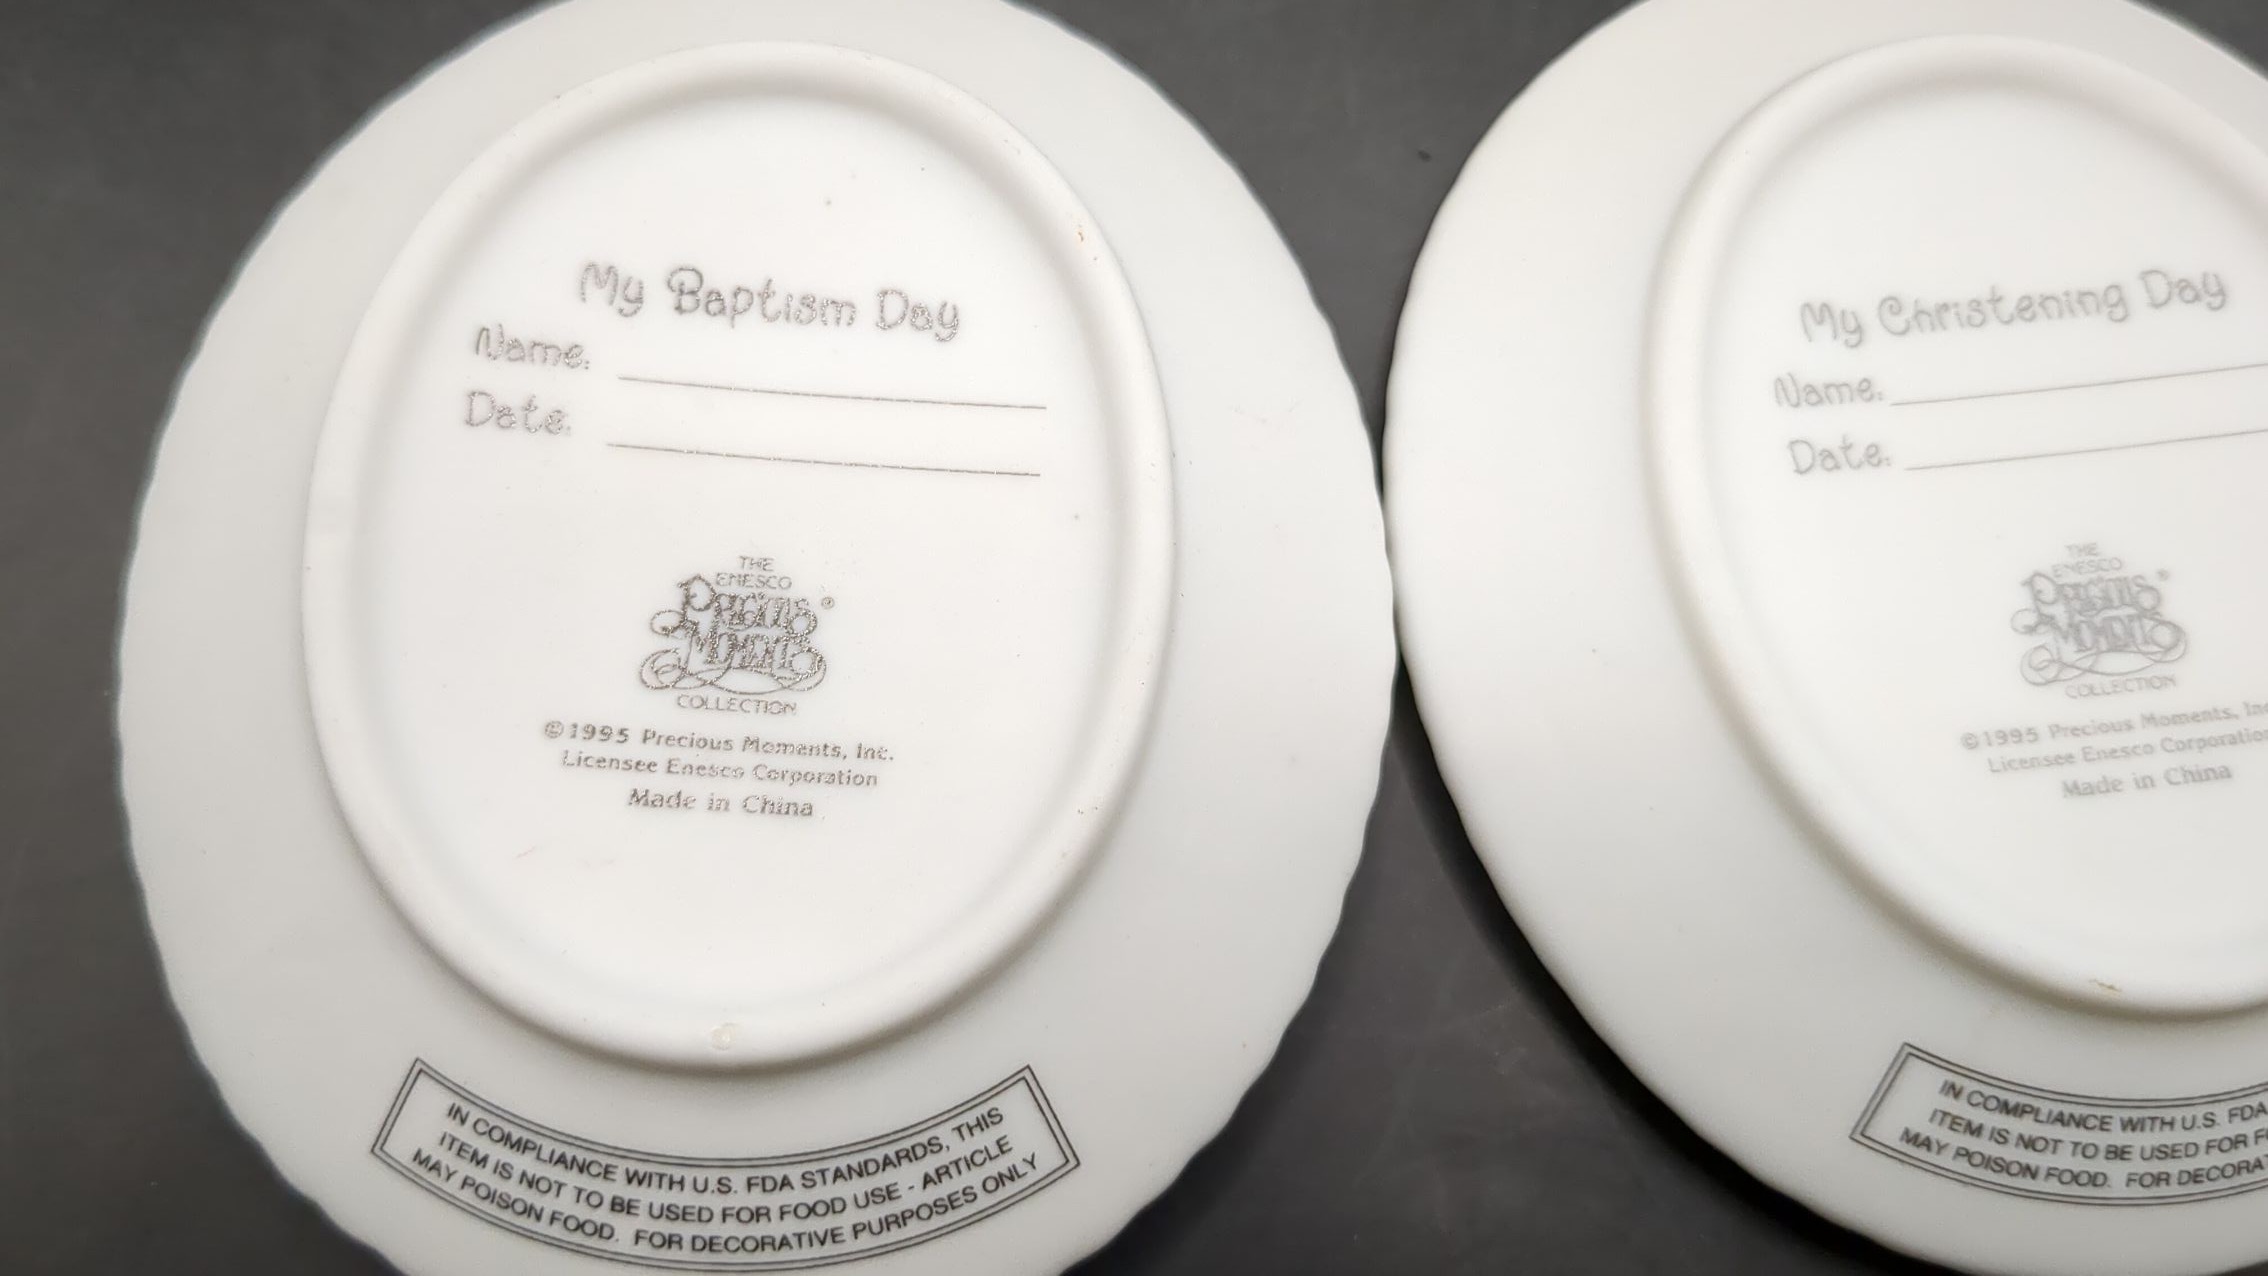 My Baptism Day
Name:
Date:
THE
ENESCO
PRECIOUS ®
MOMENTS
COLLECTION
©1995 Precious Moments, Inc.
Licensee Enesco Corporation
Made in China
IN COMPLIANCE WITH U.S. FDA STANDARDS, THIS
ITEM IS NOT TO BE USED FOR FOOD USE - ARTICLE
MAY POISON FOOD. FOR DECORATIVE PURPOSES ONLY
My Christening Day
Name:
Date:
THE
ENESCO
PRECIOUS ®
MOMENTS
COLLECTION
©1995 Precious Moments,
Licensee Enesco
Made in China
IN COMPLIANCE WITH U.S. FDA
ITEM IS NOT TO BE USED FOR
MAY POISON FOOD. FOR